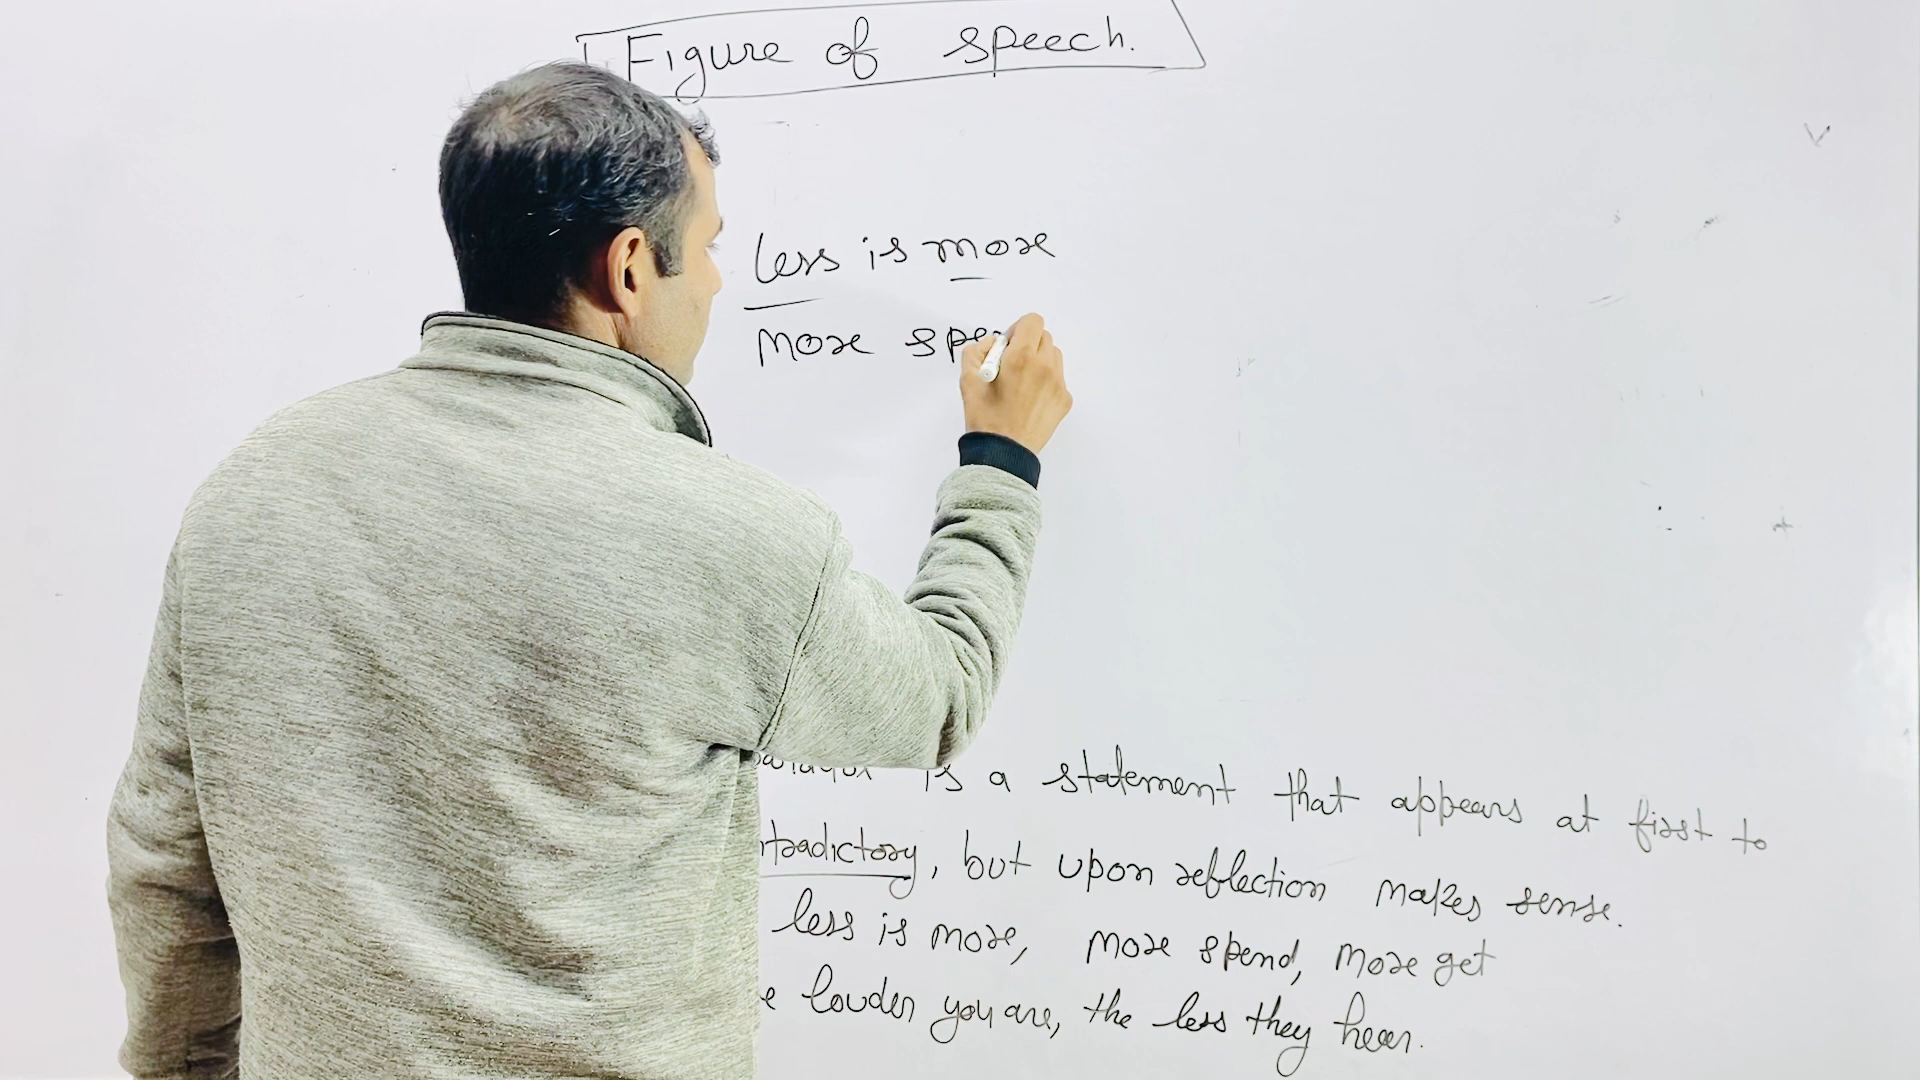 Figure of speech.
less is more
More spe
is a statement that appears at first to
ntradictory, but upon reflection makes sense.
less is more, More spend, More get
e louder you are, the less they hear.